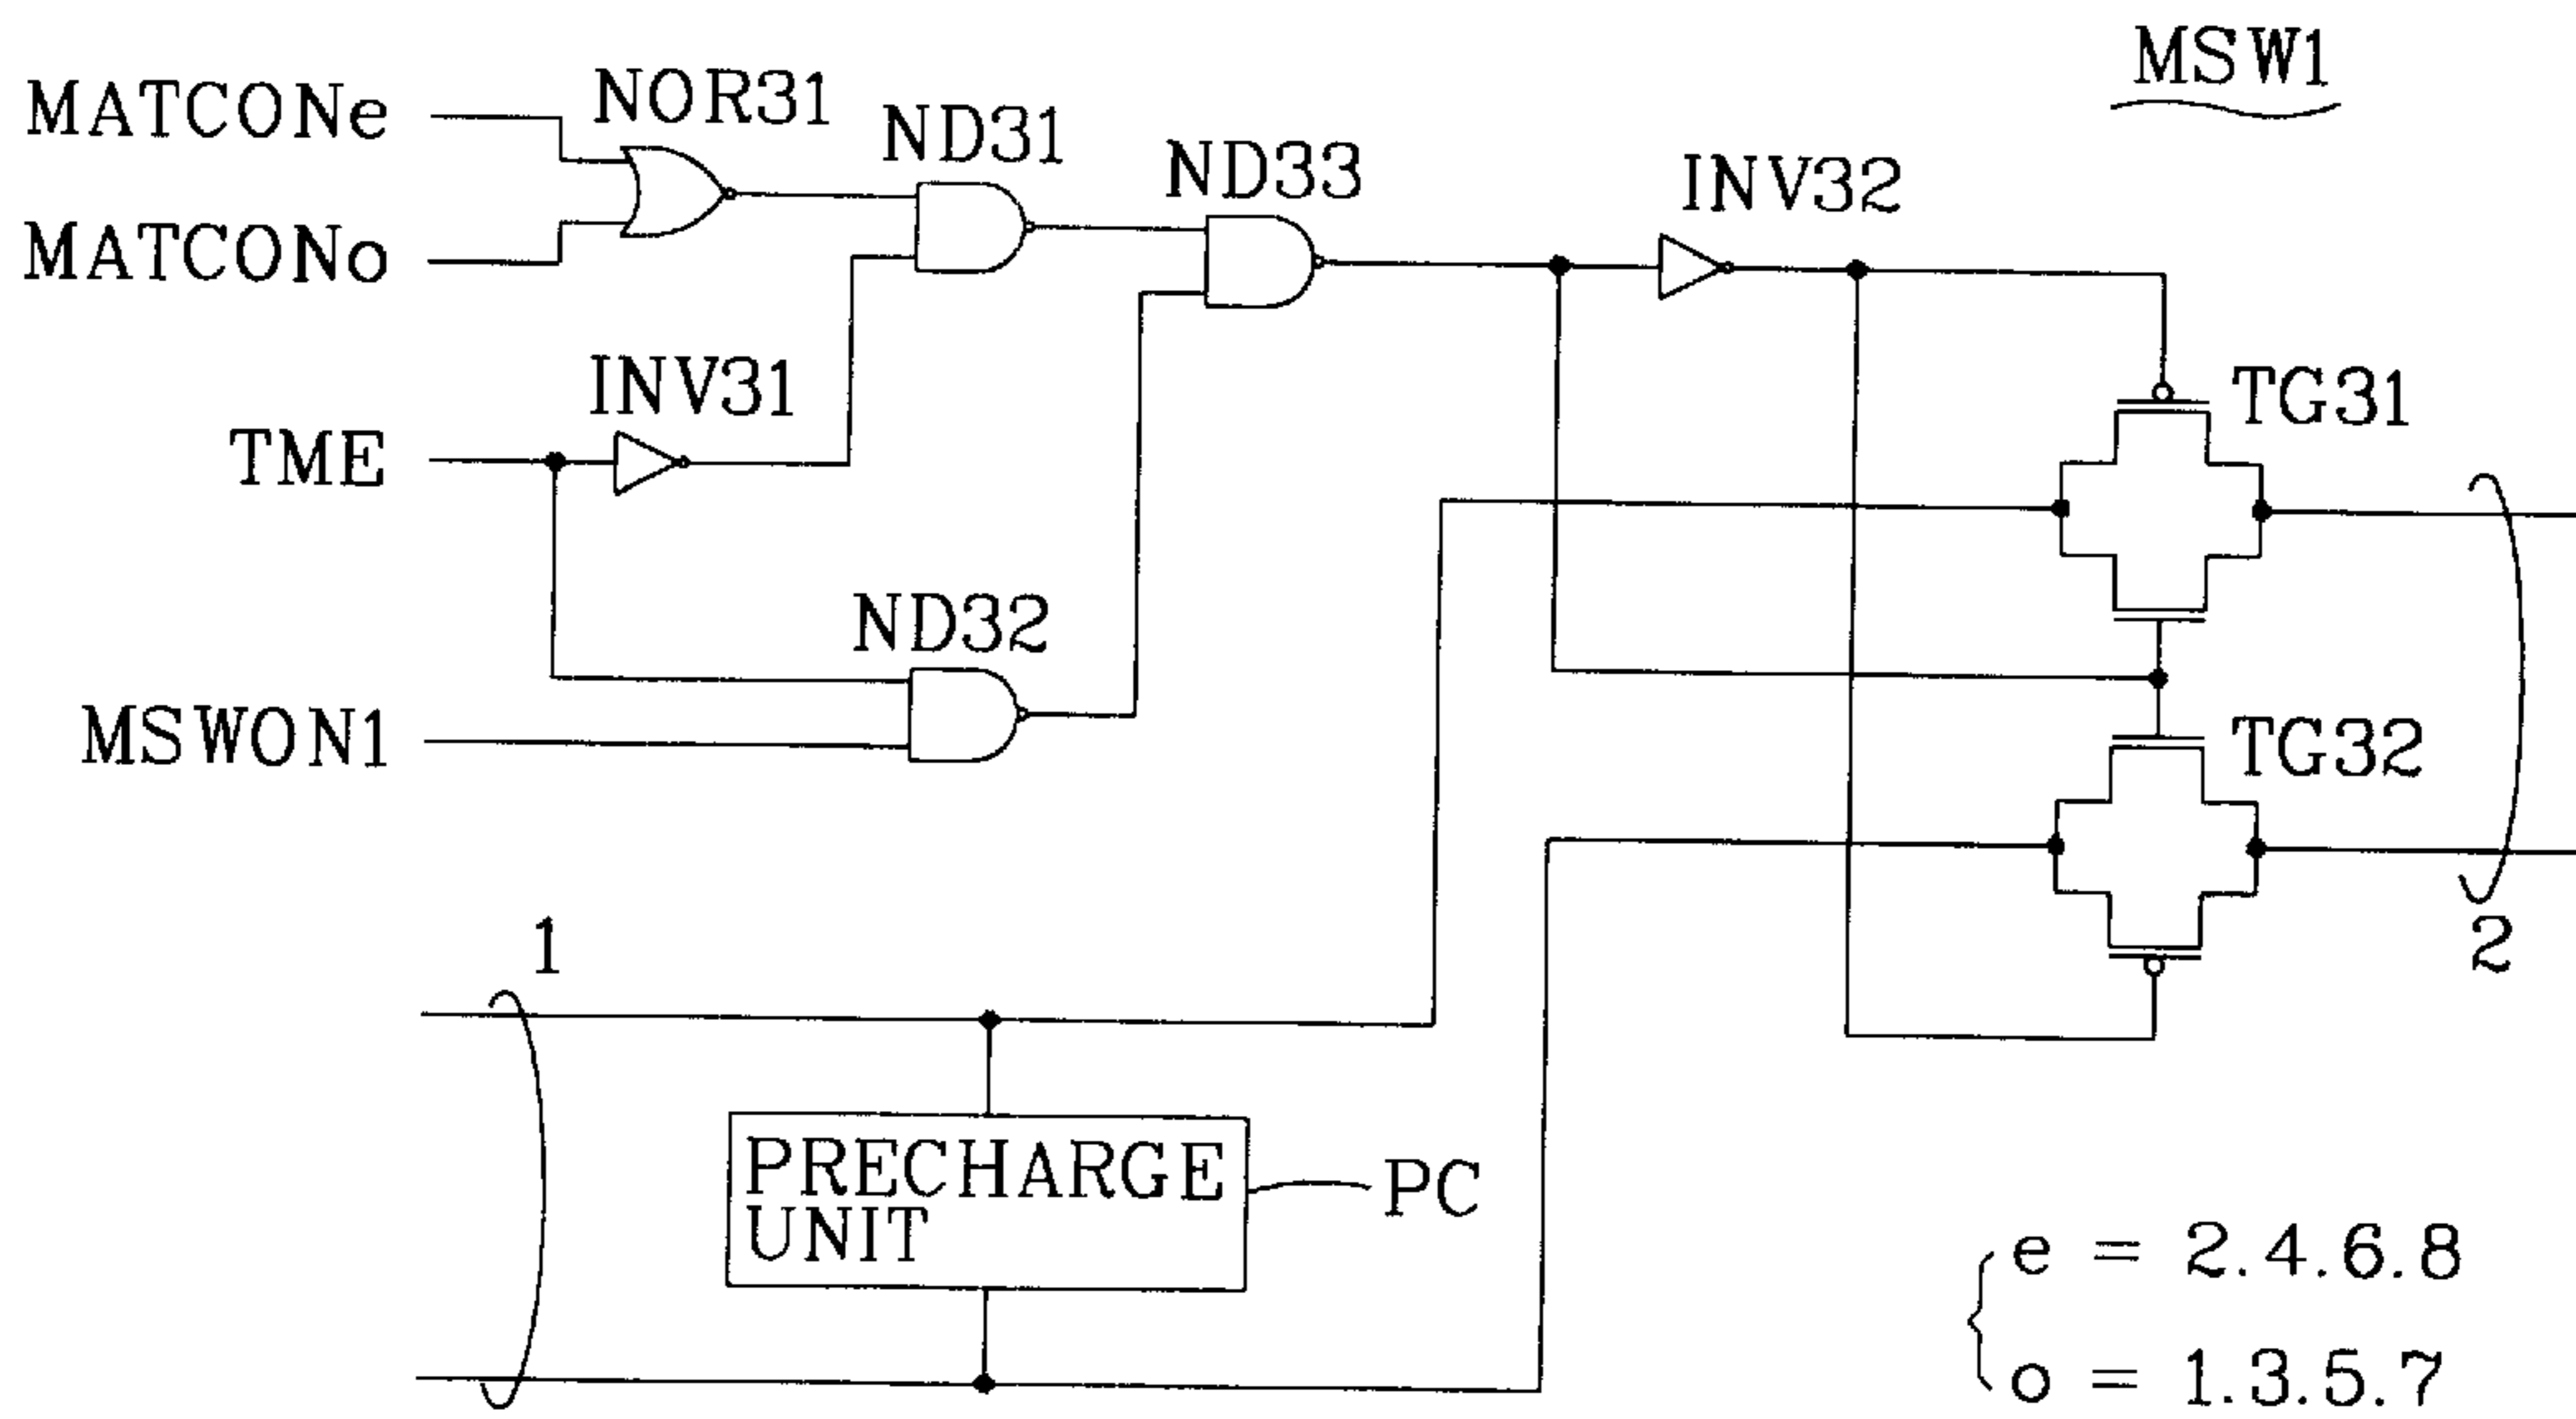 MSW1
MATCONe
NOR31
ND31
ND33
INV32
MATCONo
INV31
TG31
TME
ND32
MSWON1
TG32
1
2
PRECHARGE
UNIT
PC
e = 2.4.6.8
o = 1.3.5.7